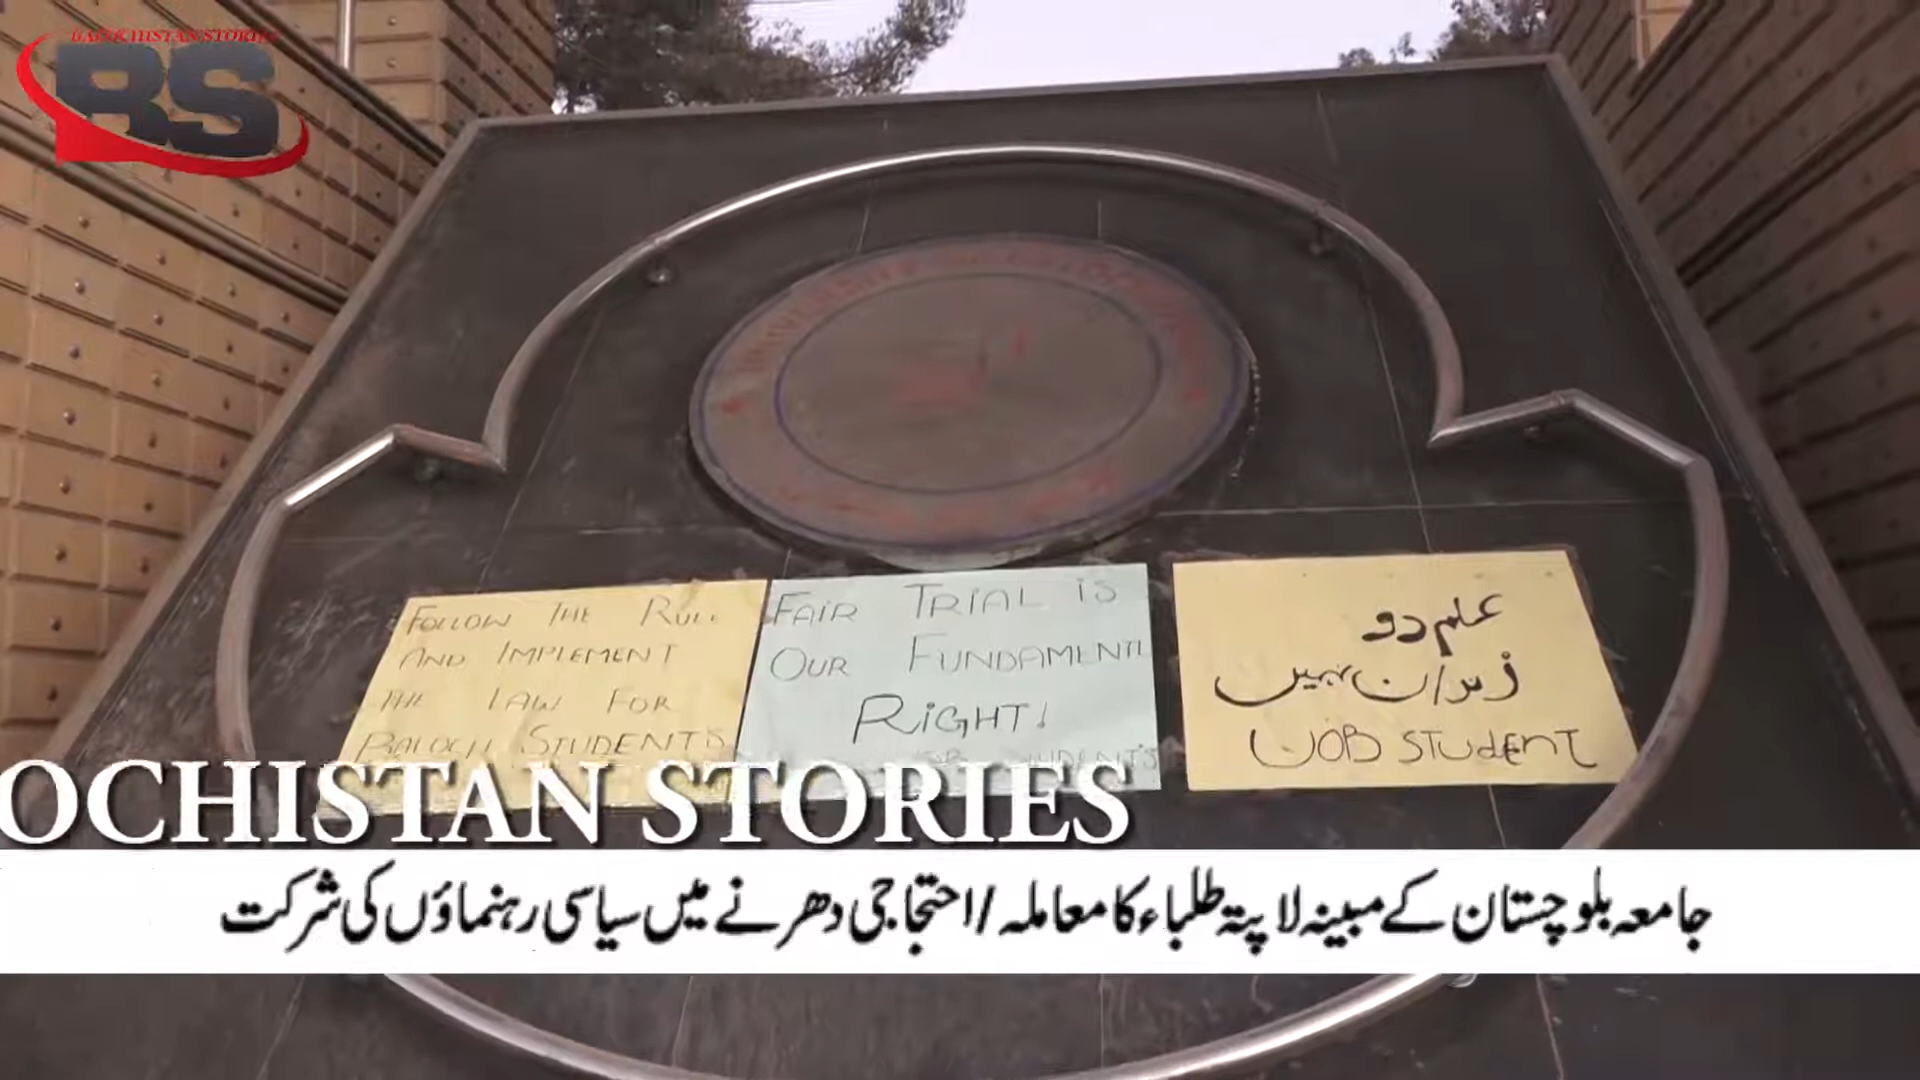 BALOCHISTAN STORIES
BS
FOLLOW THE RULE
AND IMPLEMENT
THE LAW FOR
BALOCH STUDENT'S
FAIR TRIAL IS
OUR FUNDAMENTL
RIGHT!
STUDENT'S
علم دو
زندان نہیں
UOB STUDENT
OCHISTAN STORIES
جامعہ بلوچستان کے مبینہ لاپتہ طلباء کا معاملہ / احتجاجی دھرنے میں سیاسی رہنماؤں کی شرکت